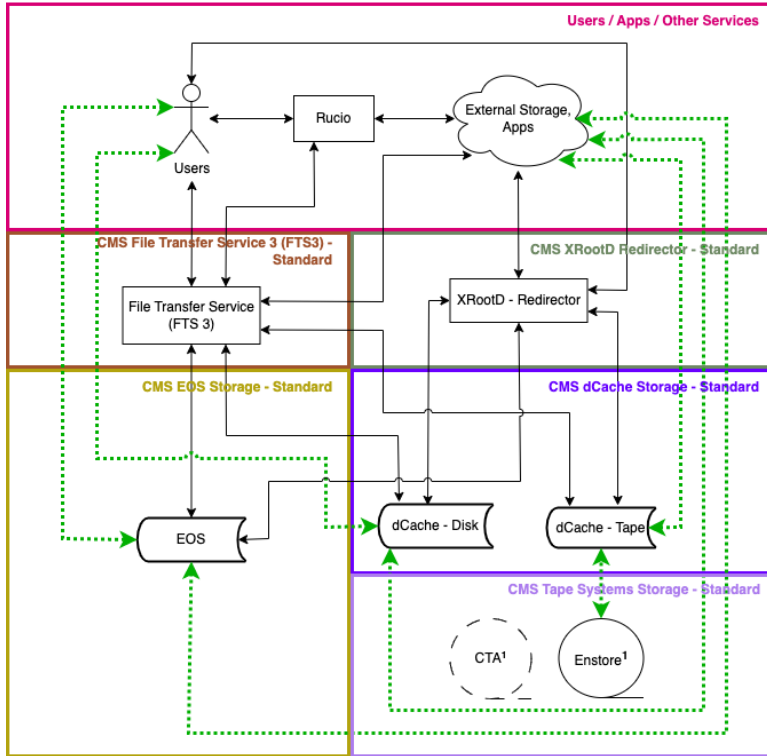 Users / Apps / Other Services
Rucio
External Storage,
Apps
Users
CMS File Transfer Service 3 (FTS3) -
Standard
CMS XRootD Redirector - Standard
File Transfer Service
(FTS 3)
XRootD - Redirector
CMS EOS Storage - Standard
CMS dCache Storage - Standard
EOS
dCache - Disk
dCache - Tape
CMS Tape Systems Storage - Standard
CTA¹
Enstore¹